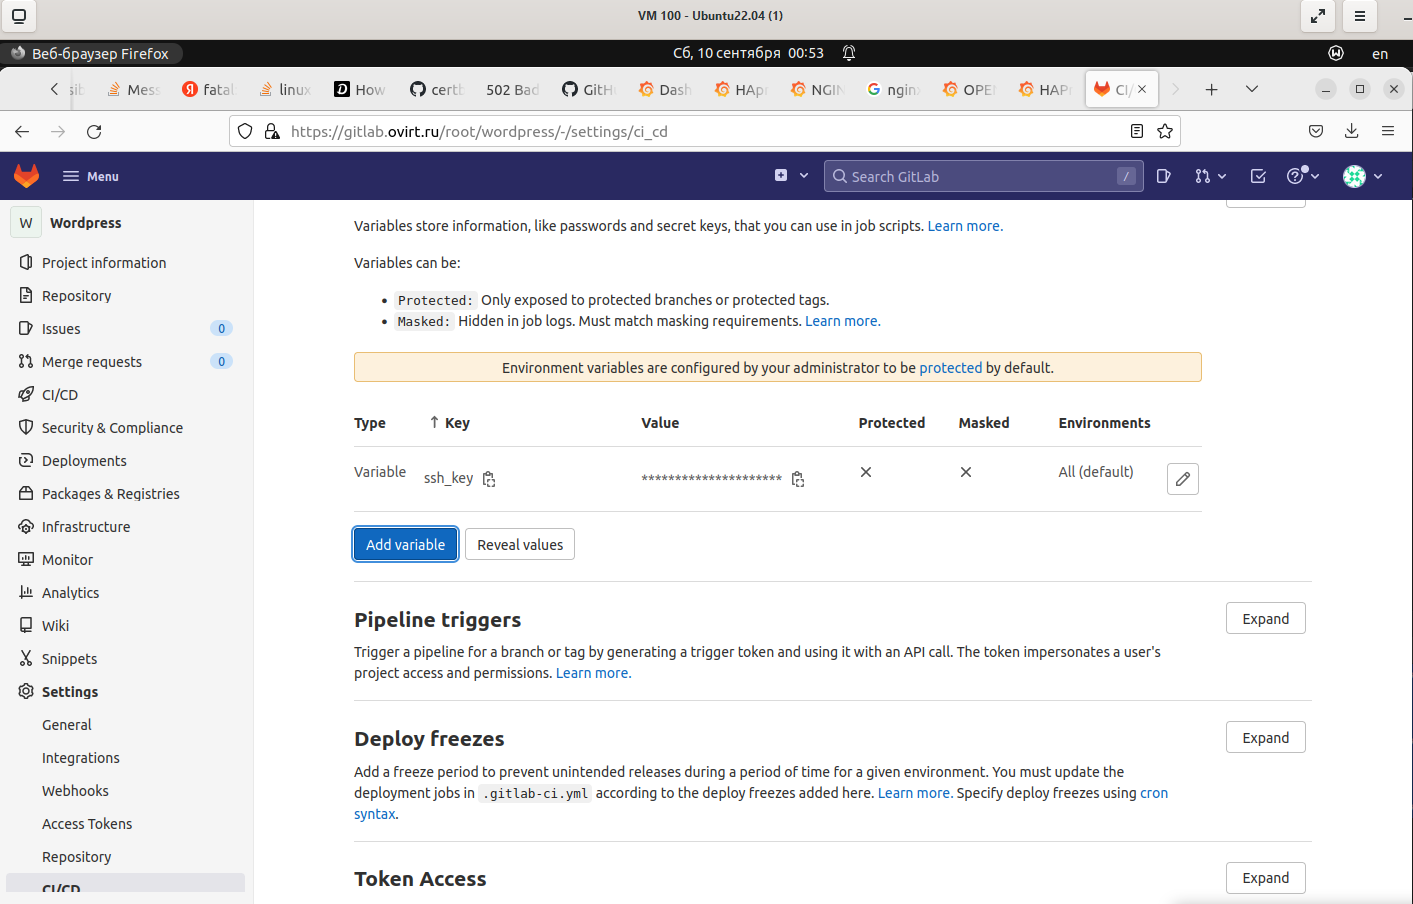 VM 100 - Ubuntu22.04 (1)
Веб-браузер Firefox
Сб, 10 сентября 00:53
en
Mess
fatal
linux
How
certb
502 Bad
GitH
Dash
HApr
NGIN
nginx
OPEN
HAPr
CI/
https://gitlab.ovirt.ru/root/wordpress/-/settings/ci_cd
Menu
Search GitLab
/
W
Wordpress
Project information
Repository
Issues 0
Merge requests 0
CI/CD
Security & Compliance
Deployments
Packages & Registries
Infrastructure
Monitor
Analytics
Wiki
Snippets
Settings
General
Integrations
Webhooks
Access Tokens
Repository
CI/CD
Variables store information, like passwords and secret keys, that you can use in job scripts. Learn more.
Variables can be:
• Protected: Only exposed to protected branches or protected tags.
• Masked: Hidden in job logs. Must match masking requirements. Learn more.
Environment variables are configured by your administrator to be protected by default.
Type ↑ Key Value Protected Masked Environments
Variable ssh_key ********************* All (default)
Add variable Reveal values
Pipeline triggers
Expand
Trigger a pipeline for a branch or tag by generating a trigger token and using it with an API call. The token impersonates a user's
project access and permissions. Learn more.
Deploy freezes
Expand
Add a freeze period to prevent unintended releases during a period of time for a given environment. You must update the
deployment jobs in .gitlab-ci.yml according to the deploy freezes added here. Learn more. Specify deploy freezes using cron
syntax.
Token Access
Expand